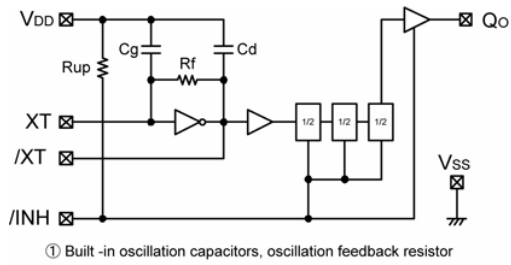 VDD
Cg
Cd
Rup
Rf
QO
XT
1/2
1/2
1/2
/XT
VSS
/INH
① Built -in oscillation capacitors, oscillation feedback resistor